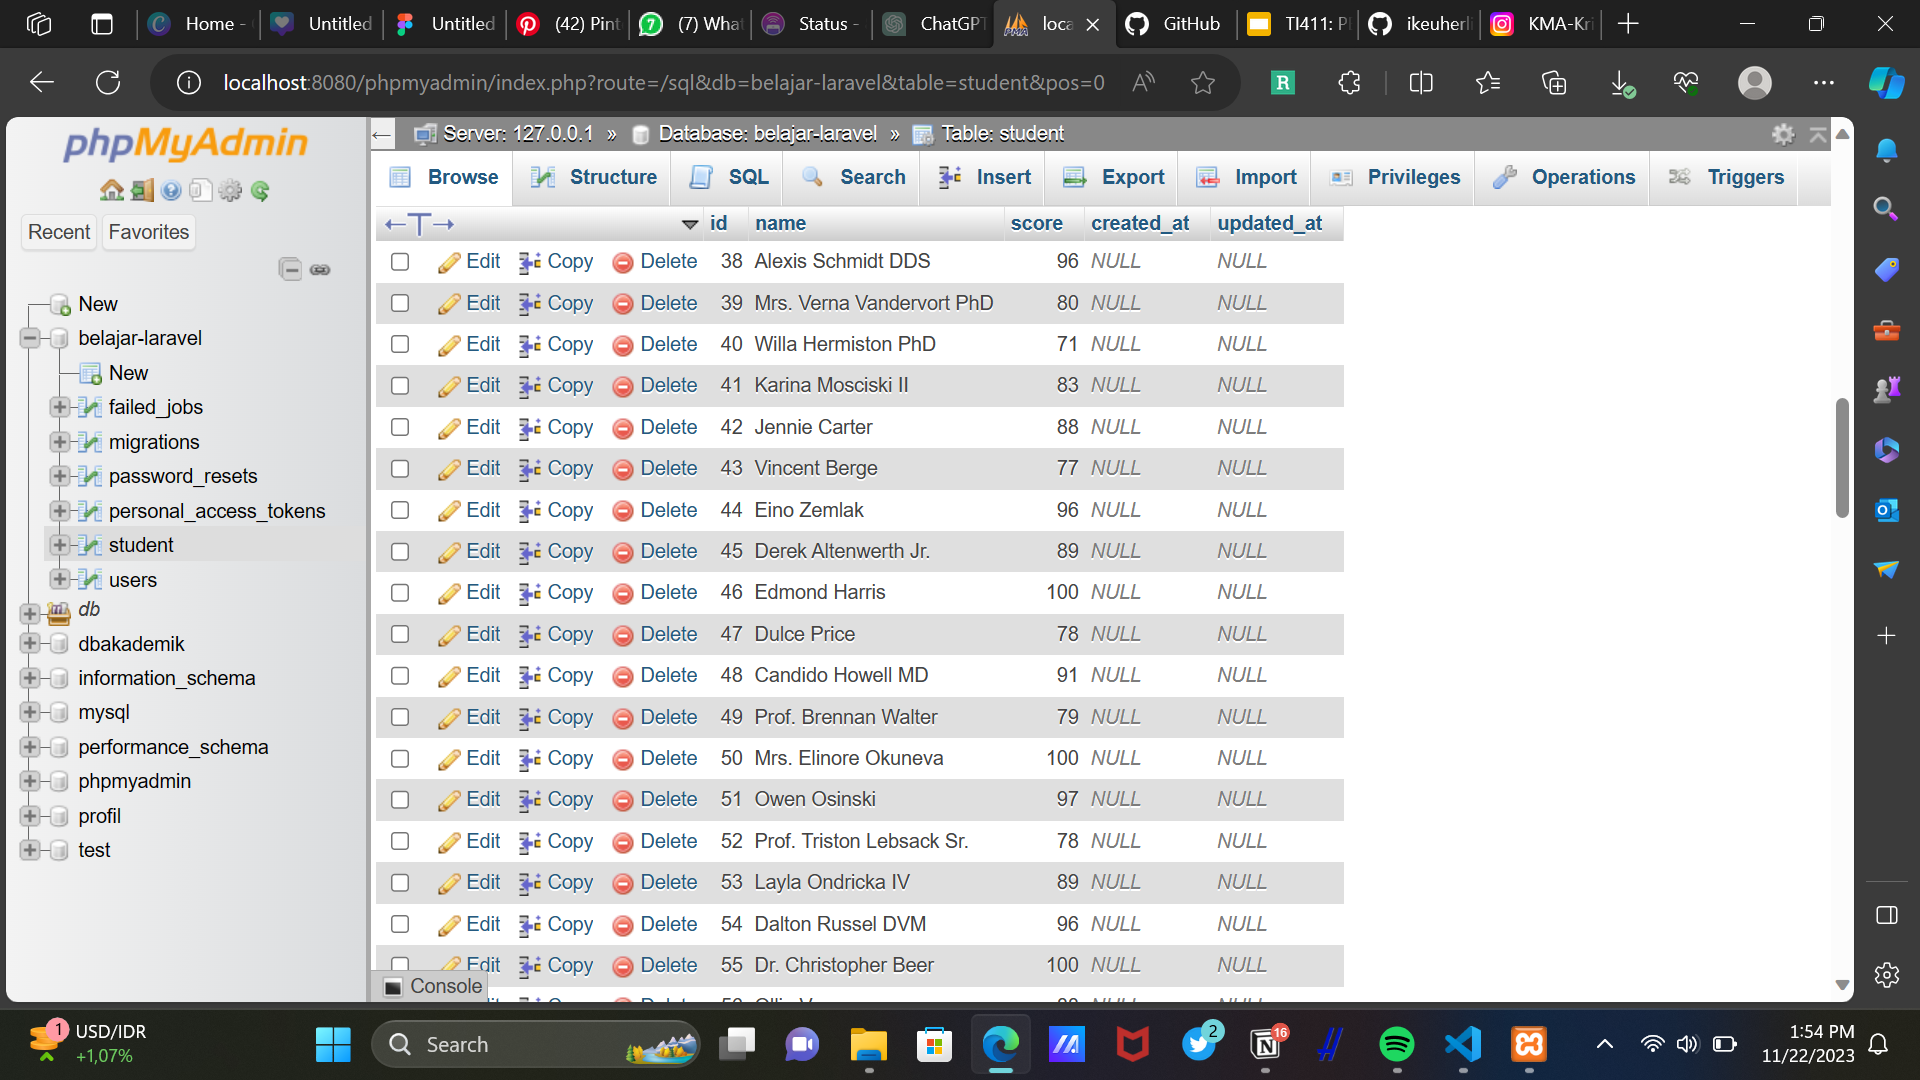 Home -
Untitled
Untitled
(42) Pint
(7) What
Status -
ChatGPT
loca
GitHub
TI411: P
ikeuherli
KMA-Kri
localhost:8080/phpmyadmin/index.php?route=/sql&db=belajar-laravel&table=student&pos=0
phpMyAdmin
Recent
Favorites
New
belajar-laravel
New
failed_jobs
migrations
password_resets
personal_access_tokens
student
users
db
dbakademik
information_schema
mysql
performance_schema
phpmyadmin
profil
test
Server: 127.0.0.1 » Database: belajar-laravel » Table: student
Browse Structure SQL Search Insert Export Import Privileges Operations Triggers
id name score created_at updated_at
Edit Copy Delete 38 Alexis Schmidt DDS 96 NULL NULL
Edit Copy Delete 39 Mrs. Verna Vandervort PhD 80 NULL NULL
Edit Copy Delete 40 Willa Hermiston PhD 71 NULL NULL
Edit Copy Delete 41 Karina Mosciski II 83 NULL NULL
Edit Copy Delete 42 Jennie Carter 88 NULL NULL
Edit Copy Delete 43 Vincent Berge 77 NULL NULL
Edit Copy Delete 44 Eino Zemlak 96 NULL NULL
Edit Copy Delete 45 Derek Altenwerth Jr. 89 NULL NULL
Edit Copy Delete 46 Edmond Harris 100 NULL NULL
Edit Copy Delete 47 Dulce Price 78 NULL NULL
Edit Copy Delete 48 Candido Howell MD 91 NULL NULL
Edit Copy Delete 49 Prof. Brennan Walter 79 NULL NULL
Edit Copy Delete 50 Mrs. Elinore Okuneva 100 NULL NULL
Edit Copy Delete 51 Owen Osinski 97 NULL NULL
Edit Copy Delete 52 Prof. Triston Lebsack Sr. 78 NULL NULL
Edit Copy Delete 53 Layla Ondricka IV 89 NULL NULL
Edit Copy Delete 54 Dalton Russel DVM 96 NULL NULL
Edit Copy Delete 55 Dr. Christopher Beer 100 NULL NULL
Console
1
USD/IDR
+1,07%
Search
2
16
1:54 PM
11/22/2023